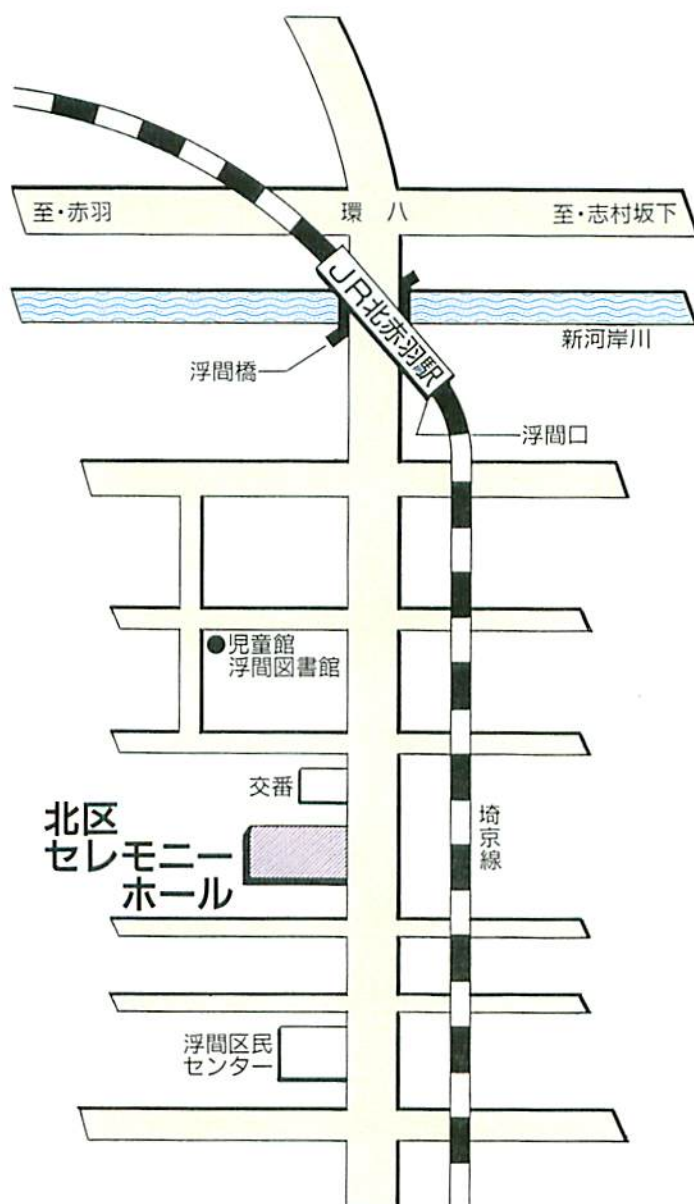 至・赤羽
環八
至・志村坂下
JR北赤羽駅
新河岸川
浮間橋
浮間口
児童館
浮間図書館
交番
北区
セレモニー
ホール
埼京線
浮間区民
センター